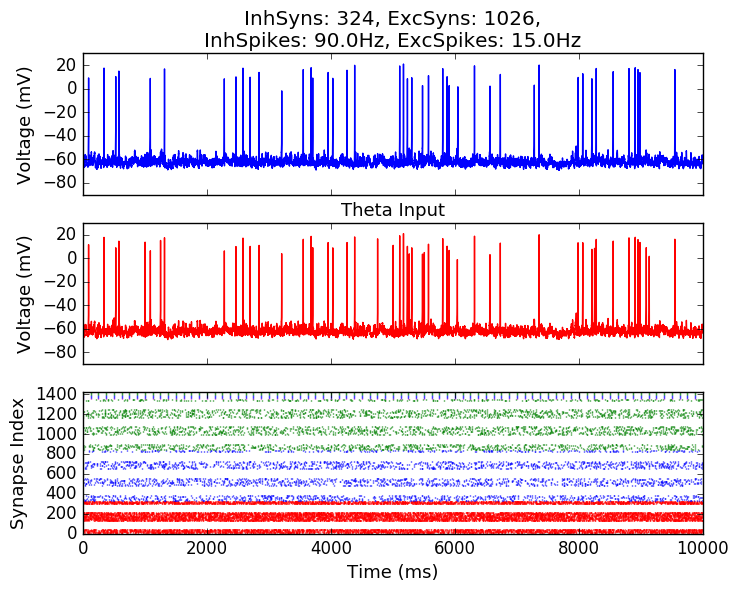 InhSyns: 324, ExcSyns: 1026,
InhSpikes: 90.0Hz, ExcSpikes: 15.0Hz
20
0
−20
−40
−60
−80
Voltage (mV)
Theta Input
20
0
−20
−40
−60
−80
Voltage (mV)
1400
1200
1000
800
600
400
200
0
Synapse Index
0 2000 4000 6000 8000 10000
Time (ms)